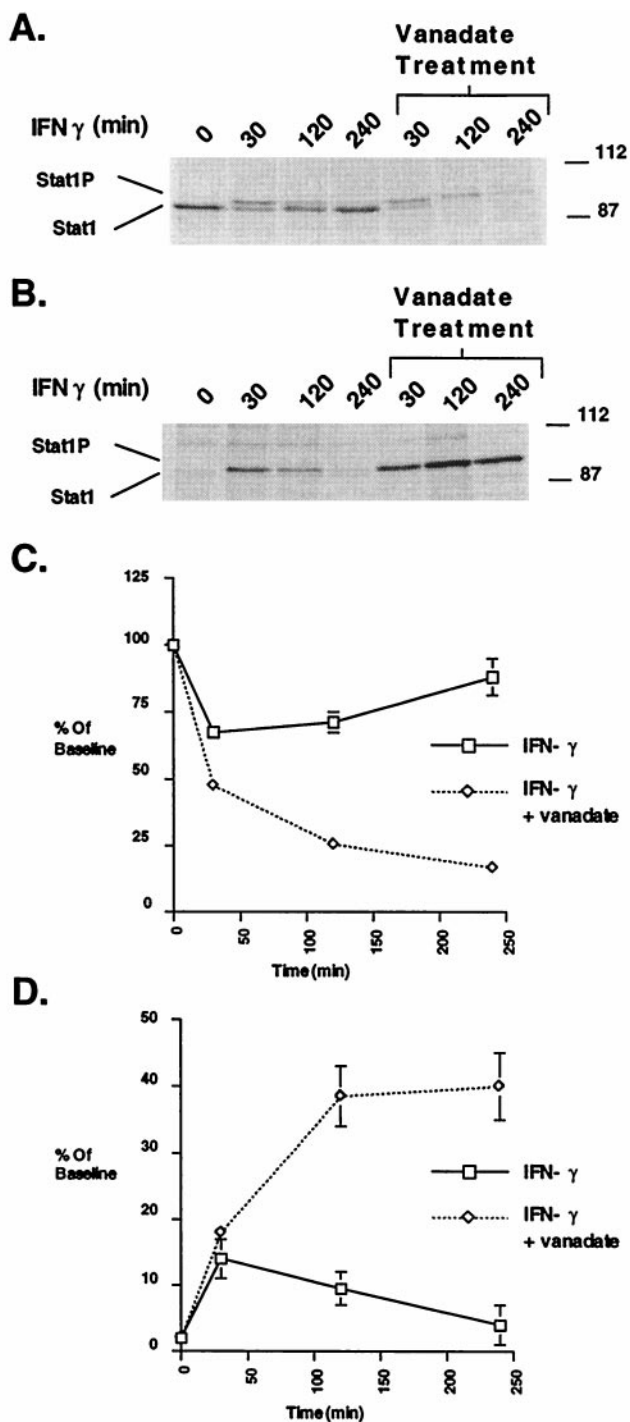 A.
Vanadate
Treatment
IFN γ (min)
0 30 120 240 30 120 240
Stat1P
Stat1
112
87
B.
Vanadate
Treatment
IFN γ (min)
0 30 120 240 30 120 240
Stat1P
Stat1
112
87
C.
125
100
75
50
25
0
% Of
Baseline
0 50 100 150 200 250
Time (min)
IFN- γ
IFN- γ
+ vanadate
D.
50
40
30
20
10
0
% Of
Baseline
0 50 100 150 200 250
Time (min)
IFN- γ
IFN- γ
+ vanadate